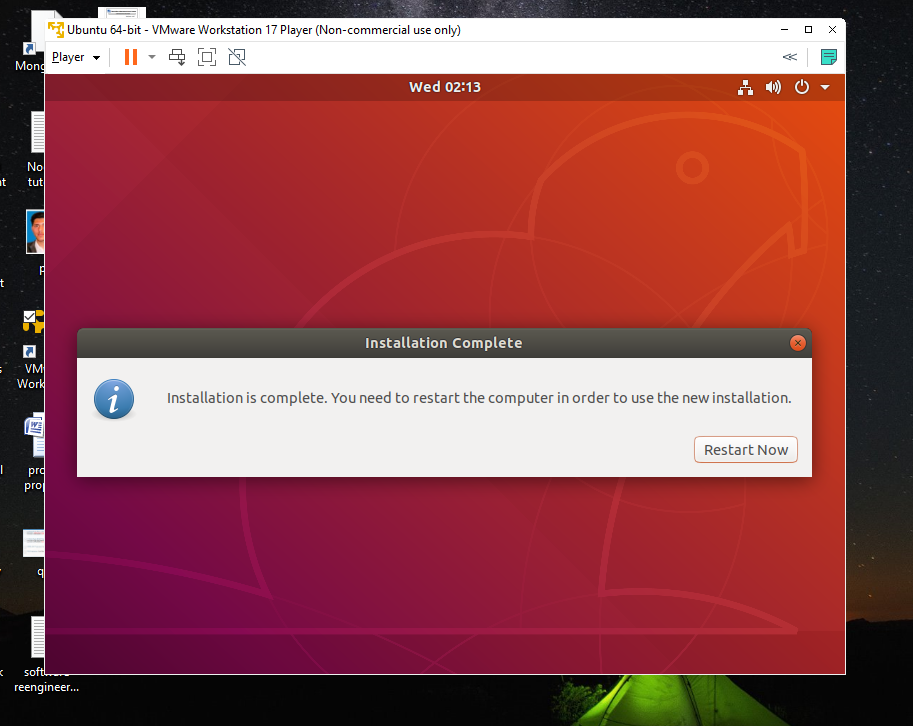 Ubuntu 64-bit - VMware Workstation 17 Player (Non-commercial use only)
Player
Wed 02:13
Installation Complete
Installation is complete. You need to restart the computer in order to use the new installation.
Restart Now
Mong
No
tut
p
VM
Work
pro
prop
q
software
reengineer...